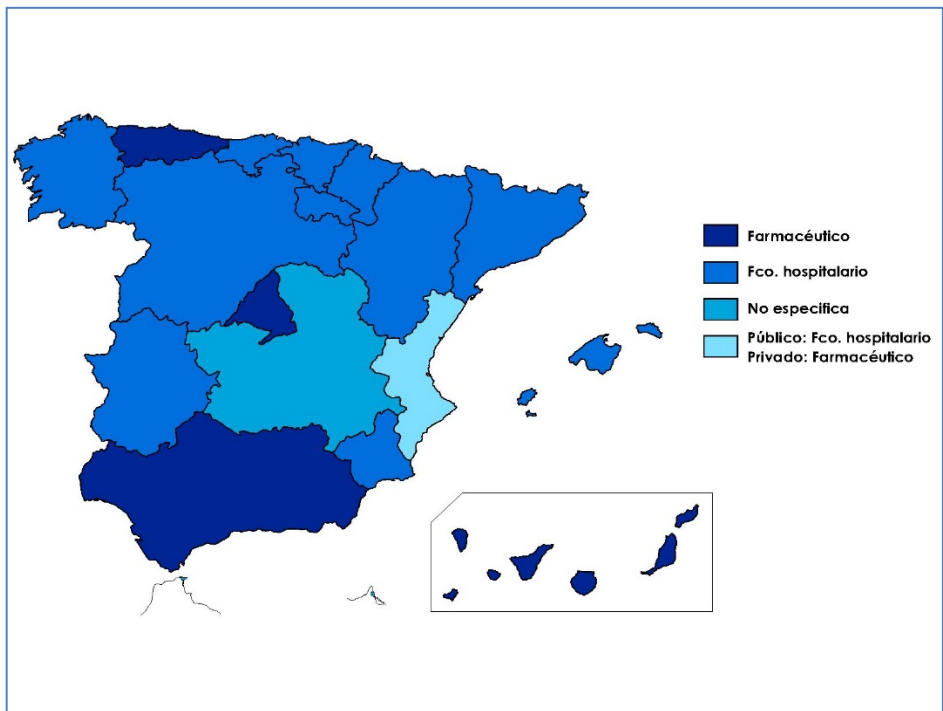 Farmacéutico
Fco. hospitalario
No especifica
Público: Fco. hospitalario
Privado: Farmacéutico